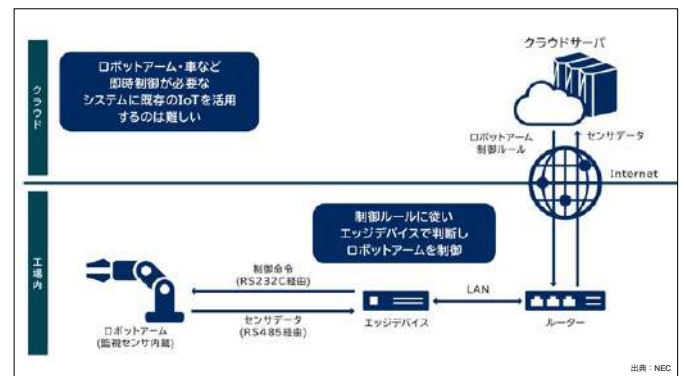 クラウド
ロボットアーム・車など
即時制御が必要な
システムに既存のIoTを活用
するのは難しい
クラウドサーバ
ロボットアーム
制御ルール
センサデータ
Internet
工場内
制御ルールに従い
エッジデバイスで判断し
ロボットアームを制御
制御命令
(RS232C経由)
センサデータ
(RS485経由)
ロボットアーム
(監視センサ内蔵)
エッジデバイス
LAN
ルーター
出典：NEC